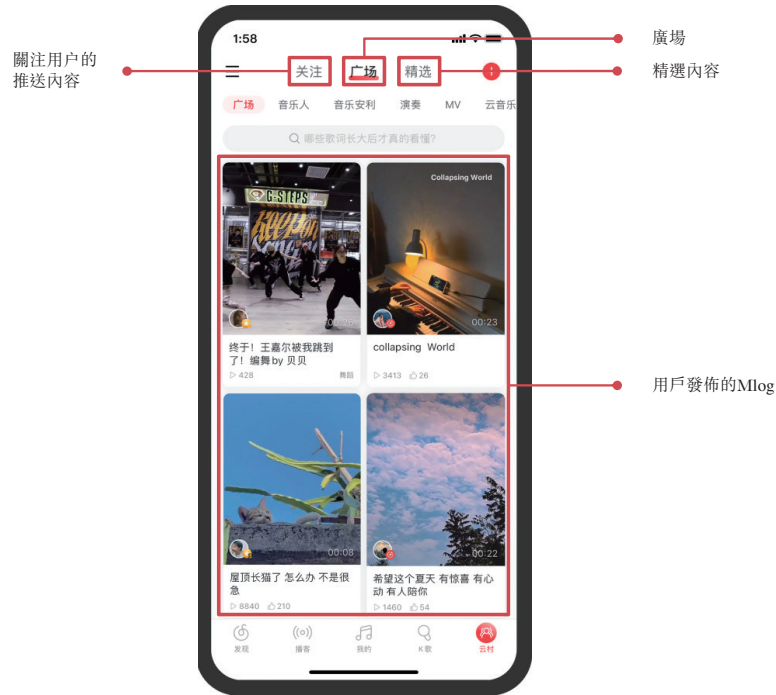 1:58
關注用户的
推送內容
廣場
精選內容
关注 广场 精选
广场 音乐人 音乐安利 演奏 MV 云音乐
哪些歌词长大后才真的看懂?
G-STEPS
Collapsing World
00:23
终于! 王嘉尔被我跳到
了! 编舞by 贝贝
428 舞蹈
collapsing World
3413 26
用戶發佈的Mlog
00:08
00:22
屋顶长猫了 怎么办 不是很
急
8840 210
希望这个夏天 有惊喜 有心
动 有人陪你
1460 54
发现 播客 我的 K歌 云村